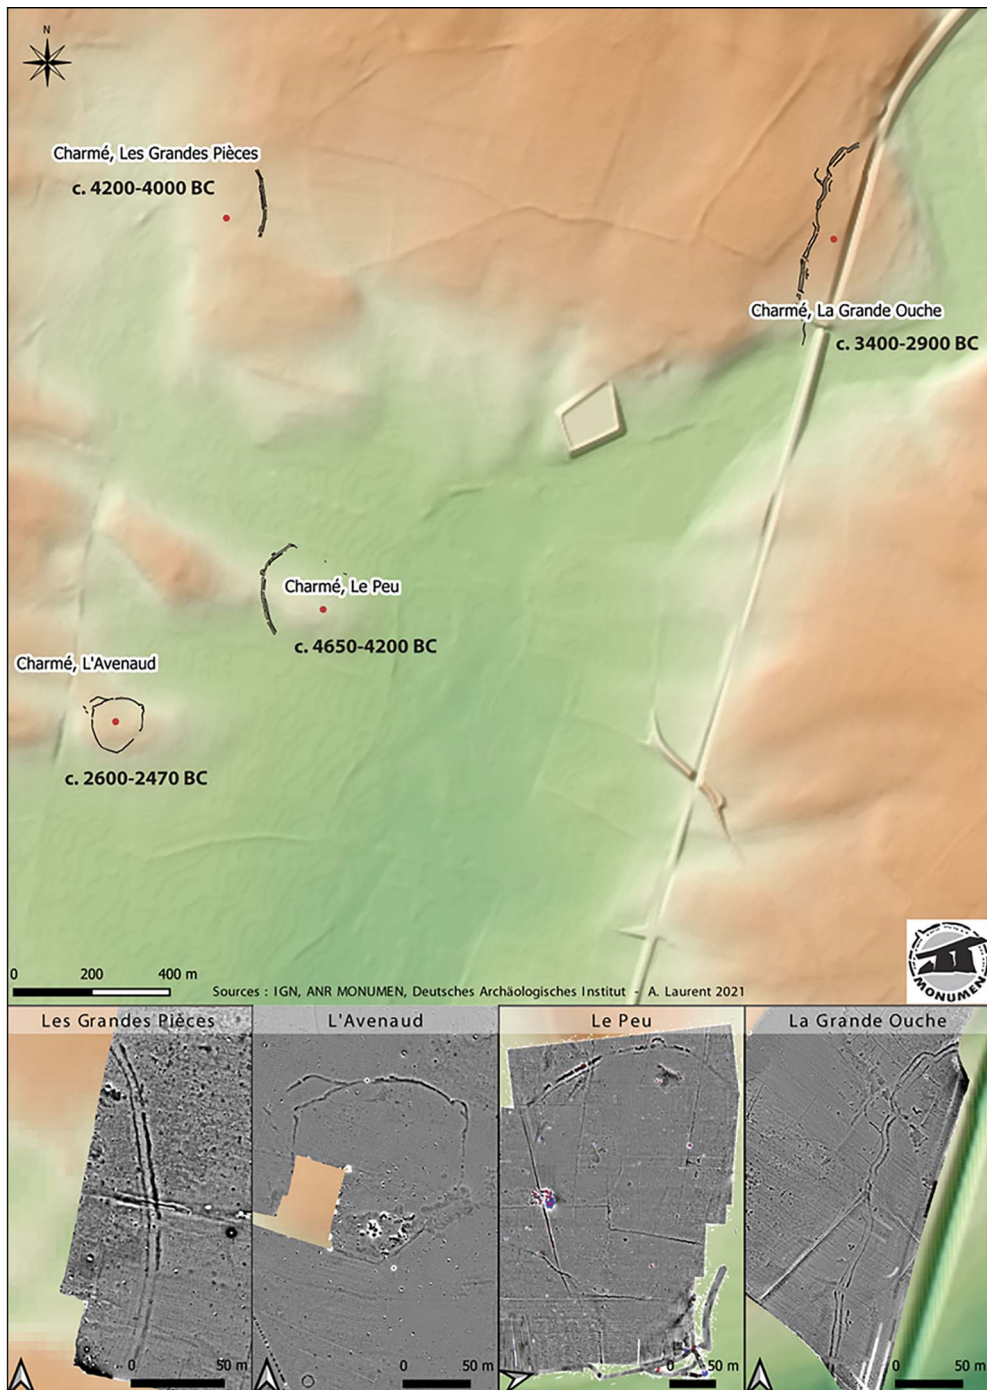 N
Charmé, Les Grandes Pièces
c. 4200-4000 BC
Charmé, La Grande Ouche
c. 3400-2900 BC
Charmé, Le Peu
c. 4650-4200 BC
Charmé, L'Avenaud
c. 2600-2470 BC
0 200 400 m
Sources : IGN, ANR MONUMEN, Deutsches Archäologisches Institut - A. Laurent 2021
MONUMEN
Les Grandes Pièces
L'Avenaud
Le Peu
La Grande Ouche
0 50 m
0 50 m
0 50 m
0 50 m